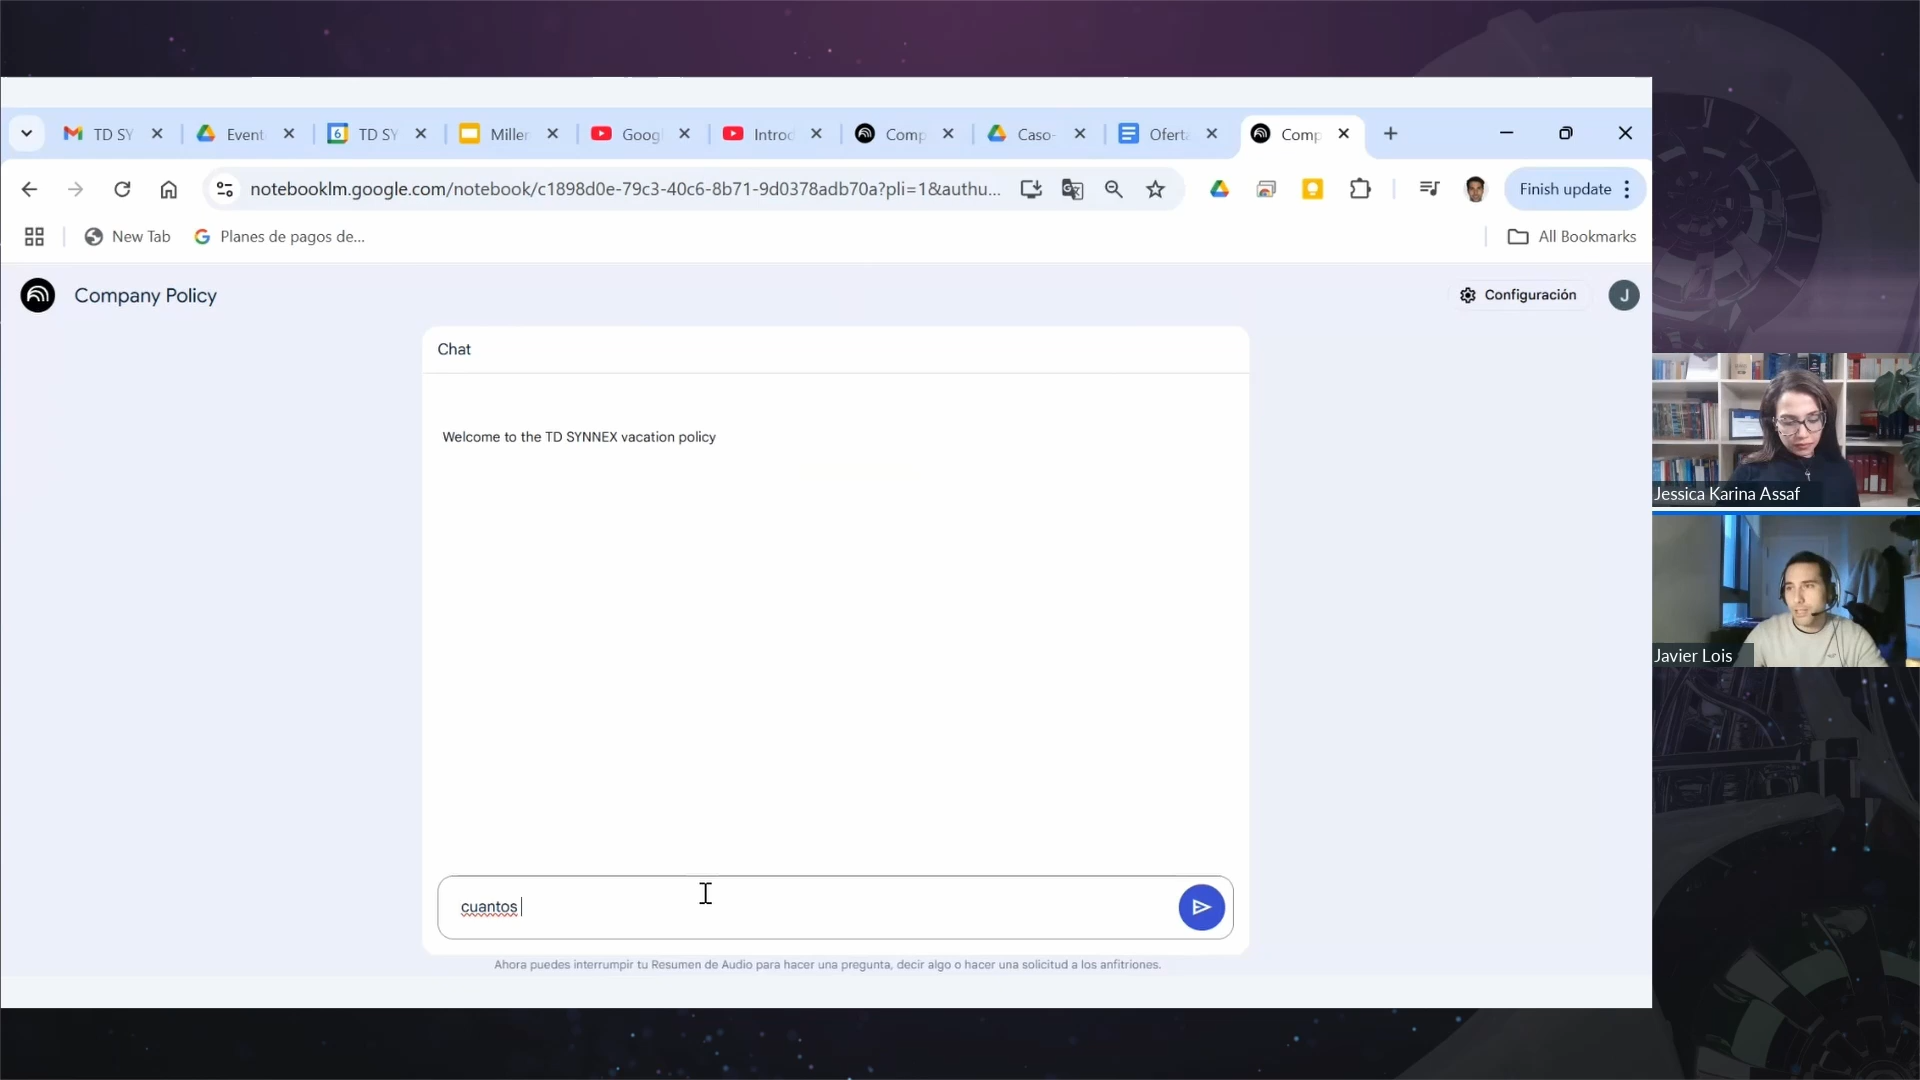 TD SY
Event
6
TD SY
Miller
Goog
Introd
Comp
Caso-
Oferta
Comp
notebooklm.google.com/notebook/c1898d0e-79c3-40c6-8b71-9d0378adb70a?pli=1&authu...
Finish update
New Tab
Planes de pagos de...
All Bookmarks
Company Policy
Configuración
J
Chat
Welcome to the TD SYNNEX vacation policy
Jessica Karina Assaf
Javier Lois
cuantos
Ahora puedes interrumpir tu Resumen de Audio para hacer una pregunta, decir algo o hacer una solicitud a los anfitriones.